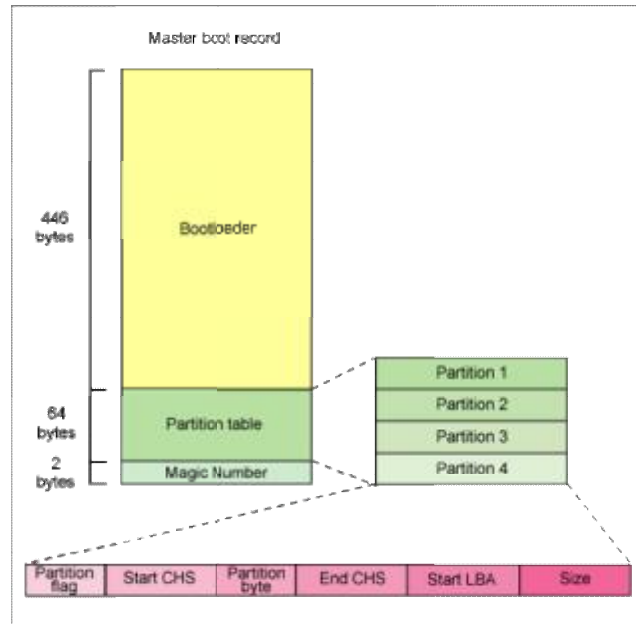 Master boot record
446
bytes
Bootloader
64
bytes
Partition table
2
bytes
Magic Number
Partition 1
Partition 2
Partition 3
Partition 4
Partition
flag
Start CHS
Partition
byte
End CHS
Start LBA
Size